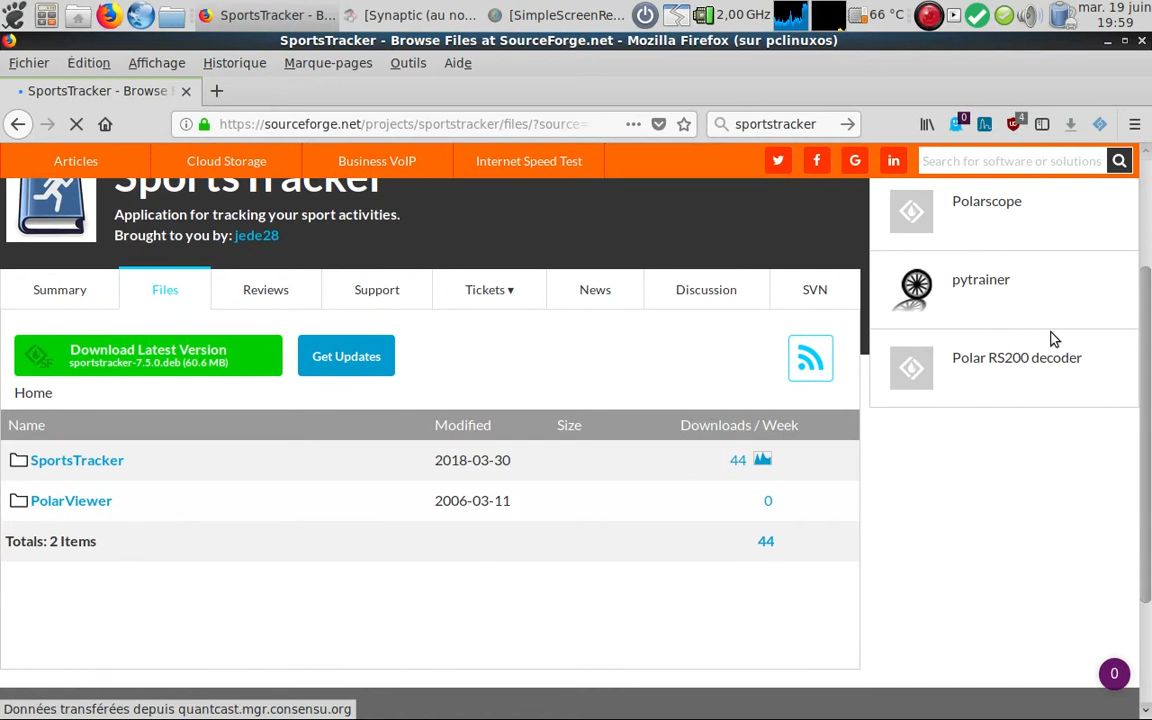 SportsTracker - B...
[Synaptic (au no...
[SimpleScreenRe...
2,00 GHz
66 °C
mar. 19 juin
19:59
SportsTracker - Browse Files at SourceForge.net - Mozilla Firefox (sur pclinuxos)
Fichier Édition Affichage Historique Marque-pages Outils Aide
SportsTracker - Browse F
https://sourceforge.net/projects/sportstracker/files/?source=
sportstracker
0
4
Articles
Cloud Storage
Business VoIP
Internet Speed Test
Search for software or solutions
SportsTracker
Application for tracking your sport activities.
Brought to you by: jede28
Polarscope
pytrainer
Polar RS200 decoder
Summary Files Reviews Support Tickets ▾ News Discussion SVN
Download Latest Version
sportstracker-7.5.0.deb (60.6 MB)
Get Updates
Home
Name Modified Size Downloads / Week
SportsTracker 2018-03-30 44
PolarViewer 2006-03-11 0
Totals: 2 Items 44
0
Données transférées depuis quantcast.mgr.consensu.org